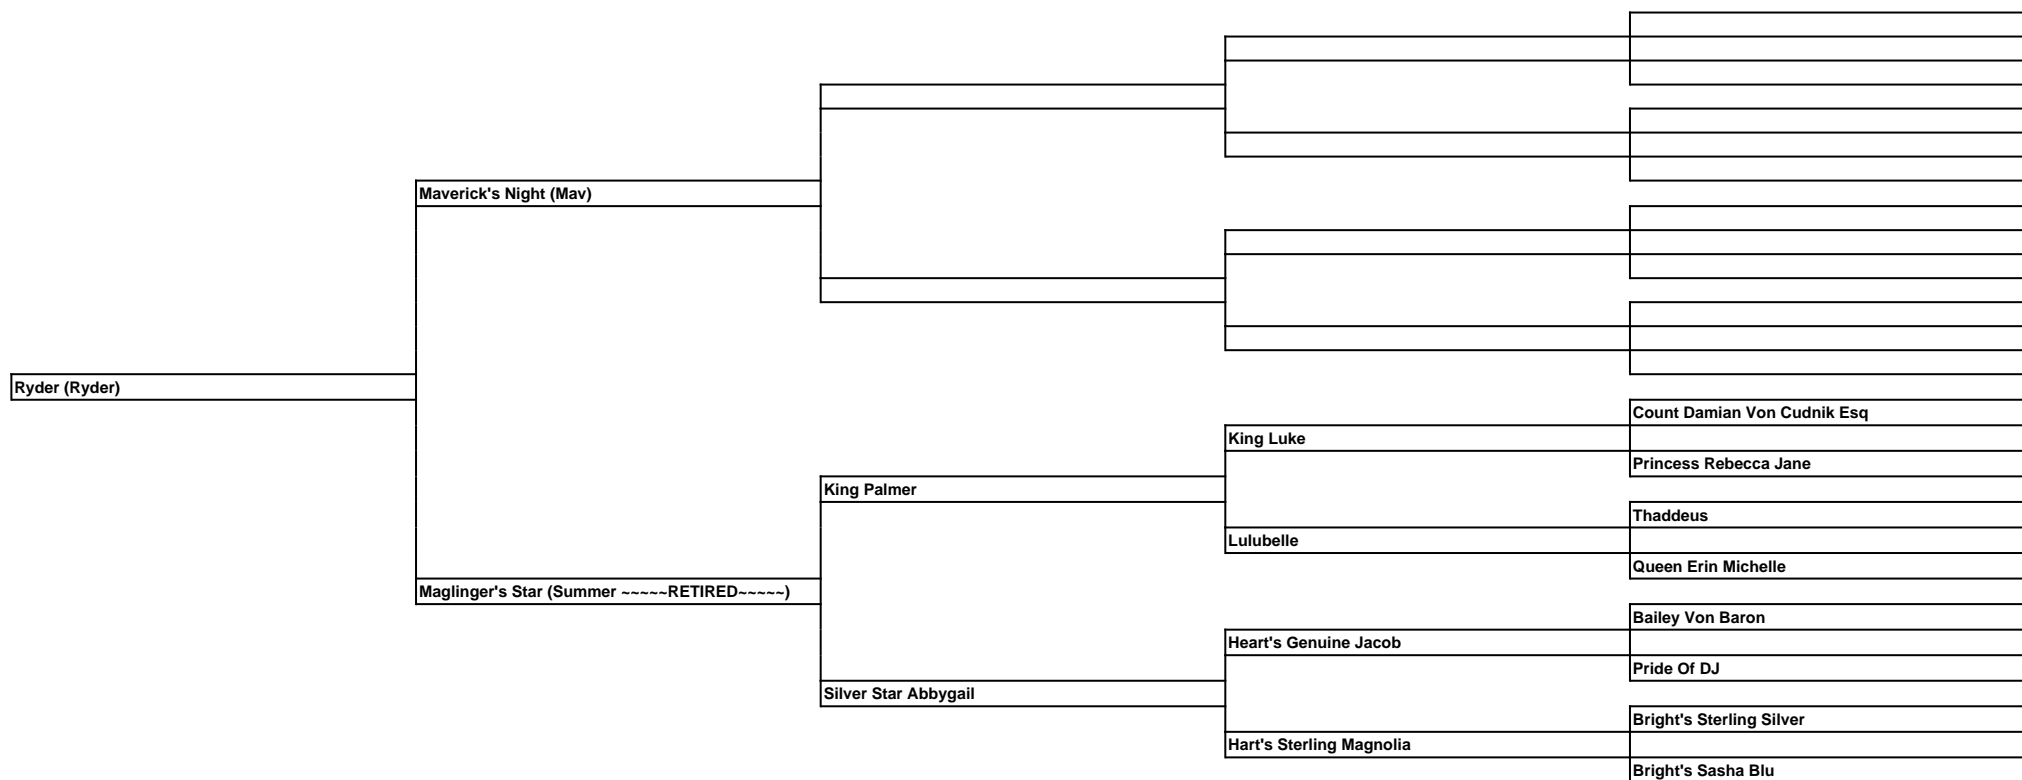 Maverick's Night (Mav)
Ryder (Ryder)
Count Damian Von Cudnik Esq
King Luke
Princess Rebecca Jane
King Palmer
Thaddeus
Lulubelle
Queen Erin Michelle
Maglinger's Star (Summer ~~~~~RETIRED~~~~~)
Bailey Von Baron
Heart's Genuine Jacob
Pride Of DJ
Silver Star Abbygail
Bright's Sterling Silver
Hart's Sterling Magnolia
Bright's Sasha Blu